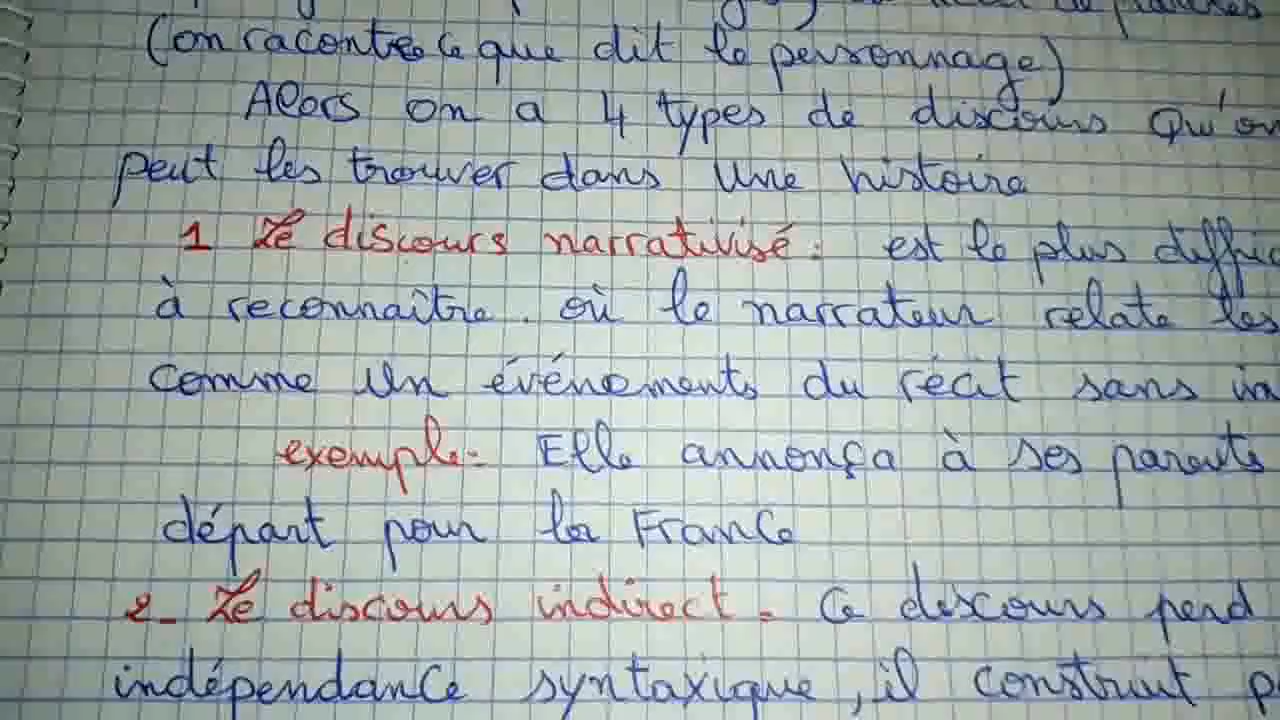 (on raconte ce que dit le personnage)
Alors on a 4 types de discours Qu'on
peut les trouver dans une histoire
1 Le discours narrativisé : est le plus diffic
à reconnaître. où le narrateur relate les
comme un événements du récit sans in
exemple : Elle annonça à ses parents
départ pour la France
2- Le discours indirect - Ce discours perd
indépendance syntaxique, il construit p